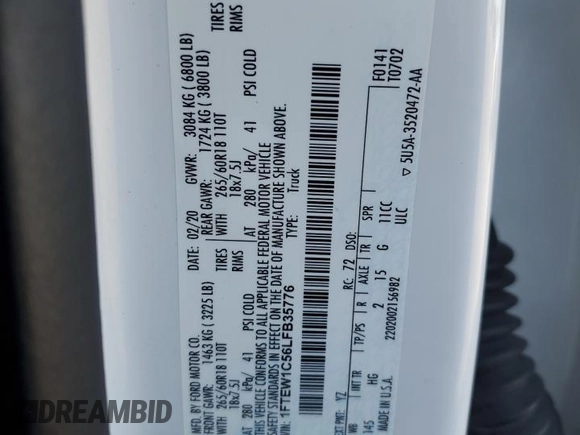 MFD. BY FORD MOTOR CO.
DATE: 02/20 GVWR: 3084 KG ( 6800 LB)
FRONT GAWR: 1463 KG (3225 LB) REAR GAWR: 1724 KG ( 3800 LB)
265/60R18 110T TIRES WITH 265/60R18 110T TIRES
18x7.5J RIMS 18x7.5J RIMS
AT 280 kPa/ 41 PSI COLD AT 280 kPa/ 41 PSI COLD
THIS VEHICLE CONFORMS TO ALL APPLICABLE FEDERAL MOTOR VEHICLE
SAFETY STANDARDS IN EFFECT ON THE DATE OF MANUFACTURE SHOWN ABOVE.
VIN: 1FTEW1C56LFB35776 Truck
F0141
T0702
EXT PNT: YZ RC: 72 DSO:
WB INT TR TP/PS R AXLE TR SPR
145 HG 2 15 G 11CC
MADE IN U.S.A. 2202002156982 ULC
▽ 5U5A-3520472-AA
DREAMBID